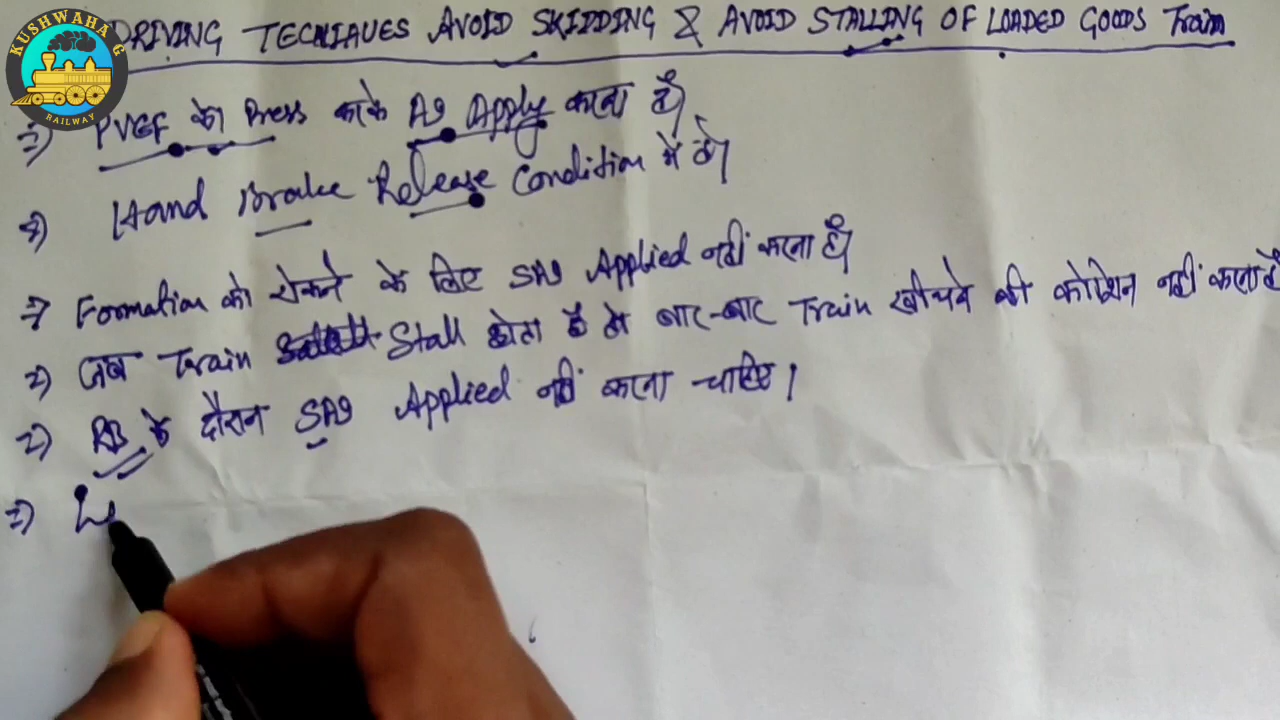 KUSHWAHA G
RAILWAY
DRIVING TECNIAUES AVOID SKIDDING & AVOID STALLING OF LOADED GOODS Train
=> PVEF को Press करके A9 Apply करना है।
=> Hand Brake Release Condition में हो।
=> Formation को रोकने के लिए SA9 Applied नहीं करना है।
=> जब Train Stall होता है तो बार-बार Train खींचने की कोशिश नहीं करना है
=> RB के दौरान SA9 Applied नहीं करना चाहिए।
=>